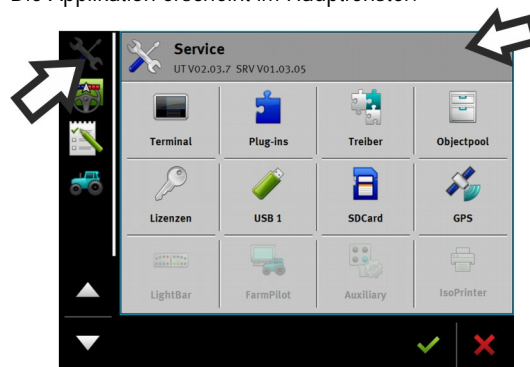 Die Applikation erscheint im Hauptfenster.
Service
UT V02.03.7 SRV V01.03.05
Terminal
Plug-ins
Treiber
Objectpool
Lizenzen
USB 1
SDCard
GPS
LightBar
FarmPilot
Auxiliary
IsoPrinter